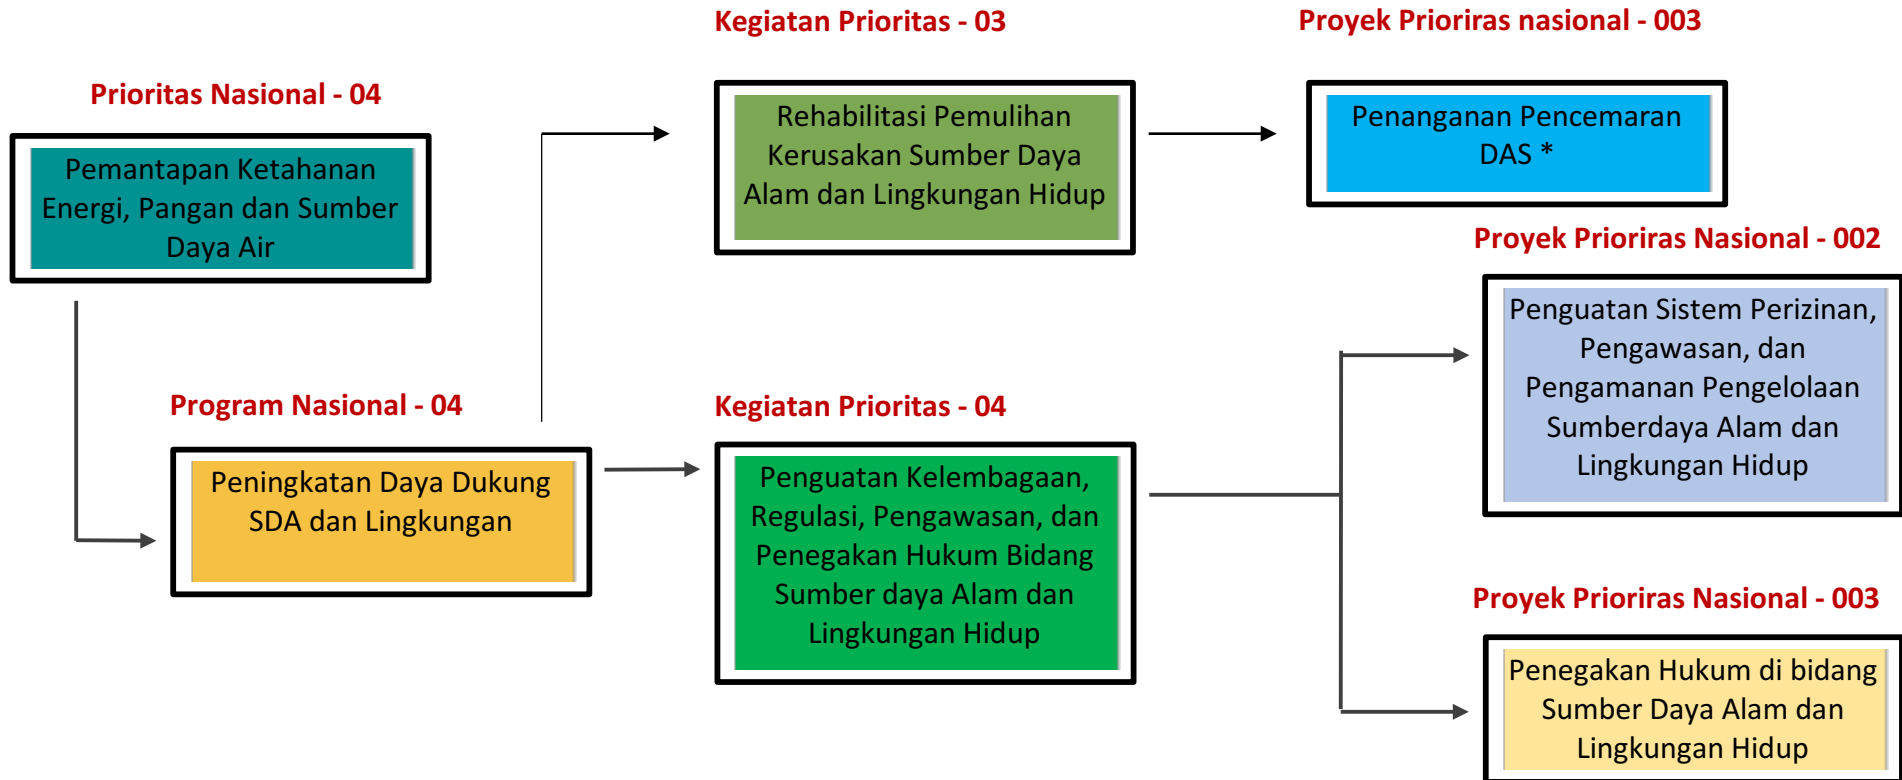 Prioritas Nasional - 04
Pemantapan Ketahanan
Energi, Pangan dan Sumber
Daya Air
Program Nasional - 04
Peningkatan Daya Dukung
SDA dan Lingkungan
Kegiatan Prioritas - 03
Rehabilitasi Pemulihan
Kerusakan Sumber Daya
Alam dan Lingkungan Hidup
Proyek Prioriras nasional - 003
Penanganan Pencemaran
DAS *
Kegiatan Prioritas - 04
Penguatan Kelembagaan,
Regulasi, Pengawasan, dan
Penegakan Hukum Bidang
Sumber daya Alam dan
Lingkungan Hidup
Proyek Prioriras Nasional - 002
Penguatan Sistem Perizinan,
Pengawasan, dan
Pengamanan Pengelolaan
Sumberdaya Alam dan
Lingkungan Hidup
Proyek Prioriras Nasional - 003
Penegakan Hukum di bidang
Sumber Daya Alam dan
Lingkungan Hidup